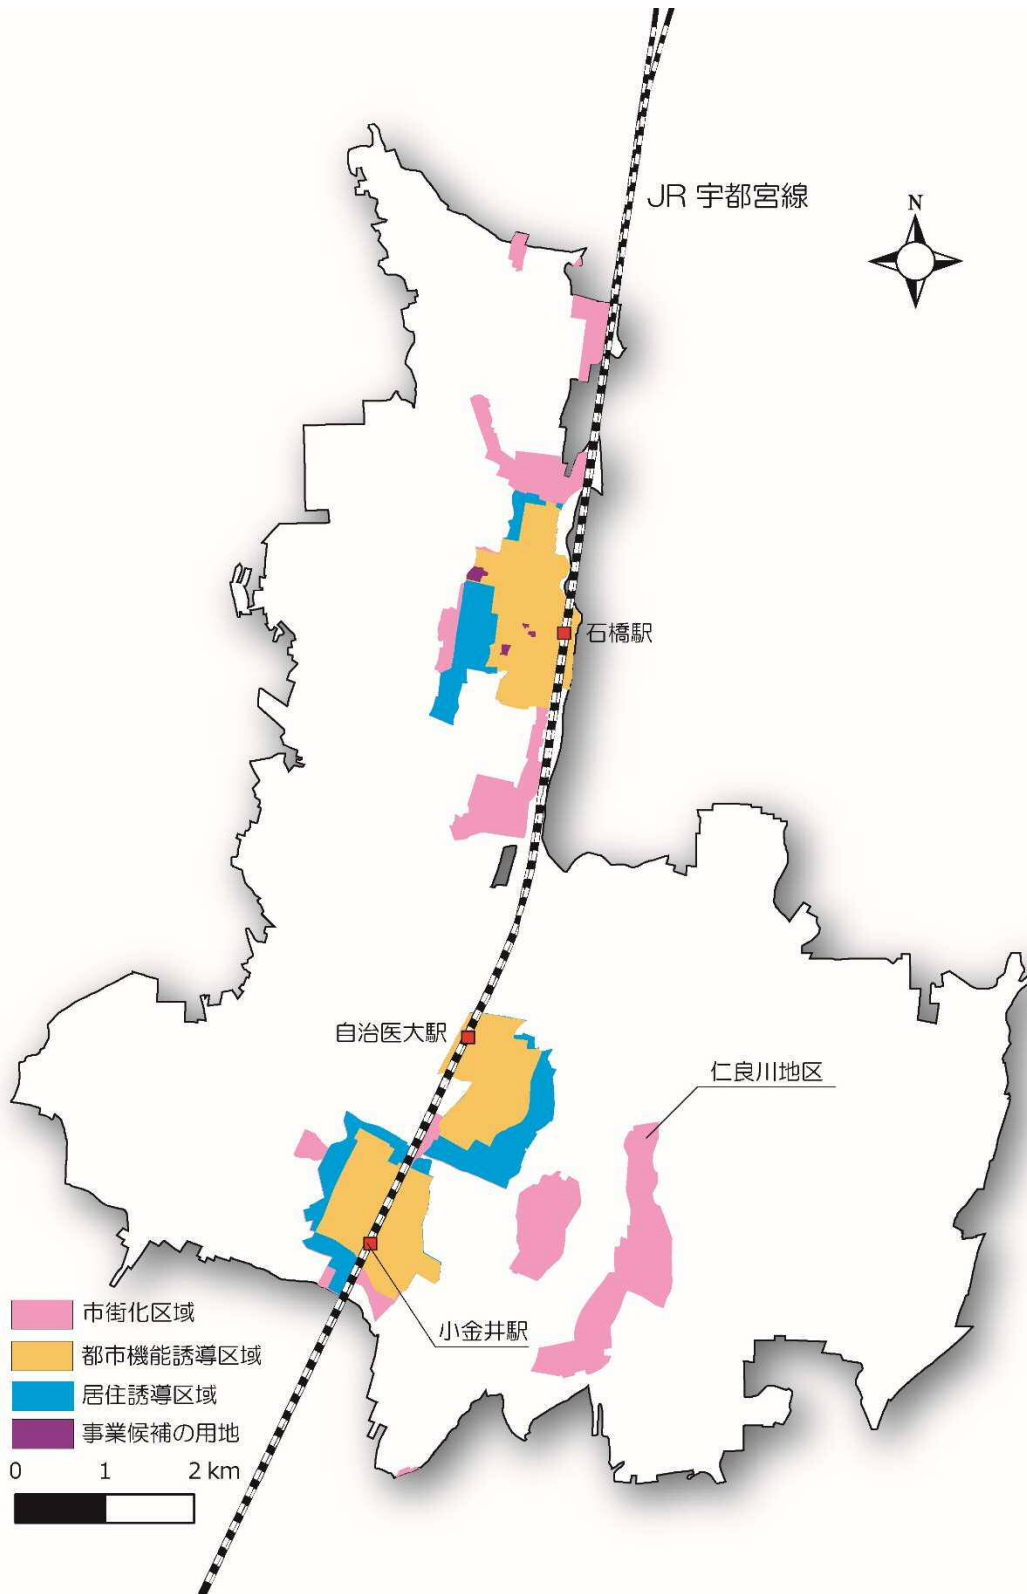 JR 宇都宮線
N
石橋駅
自治医大駅
仁良川地区
小金井駅
市街化区域
都市機能誘導区域
居住誘導区域
事業候補の用地
0 1 2 km